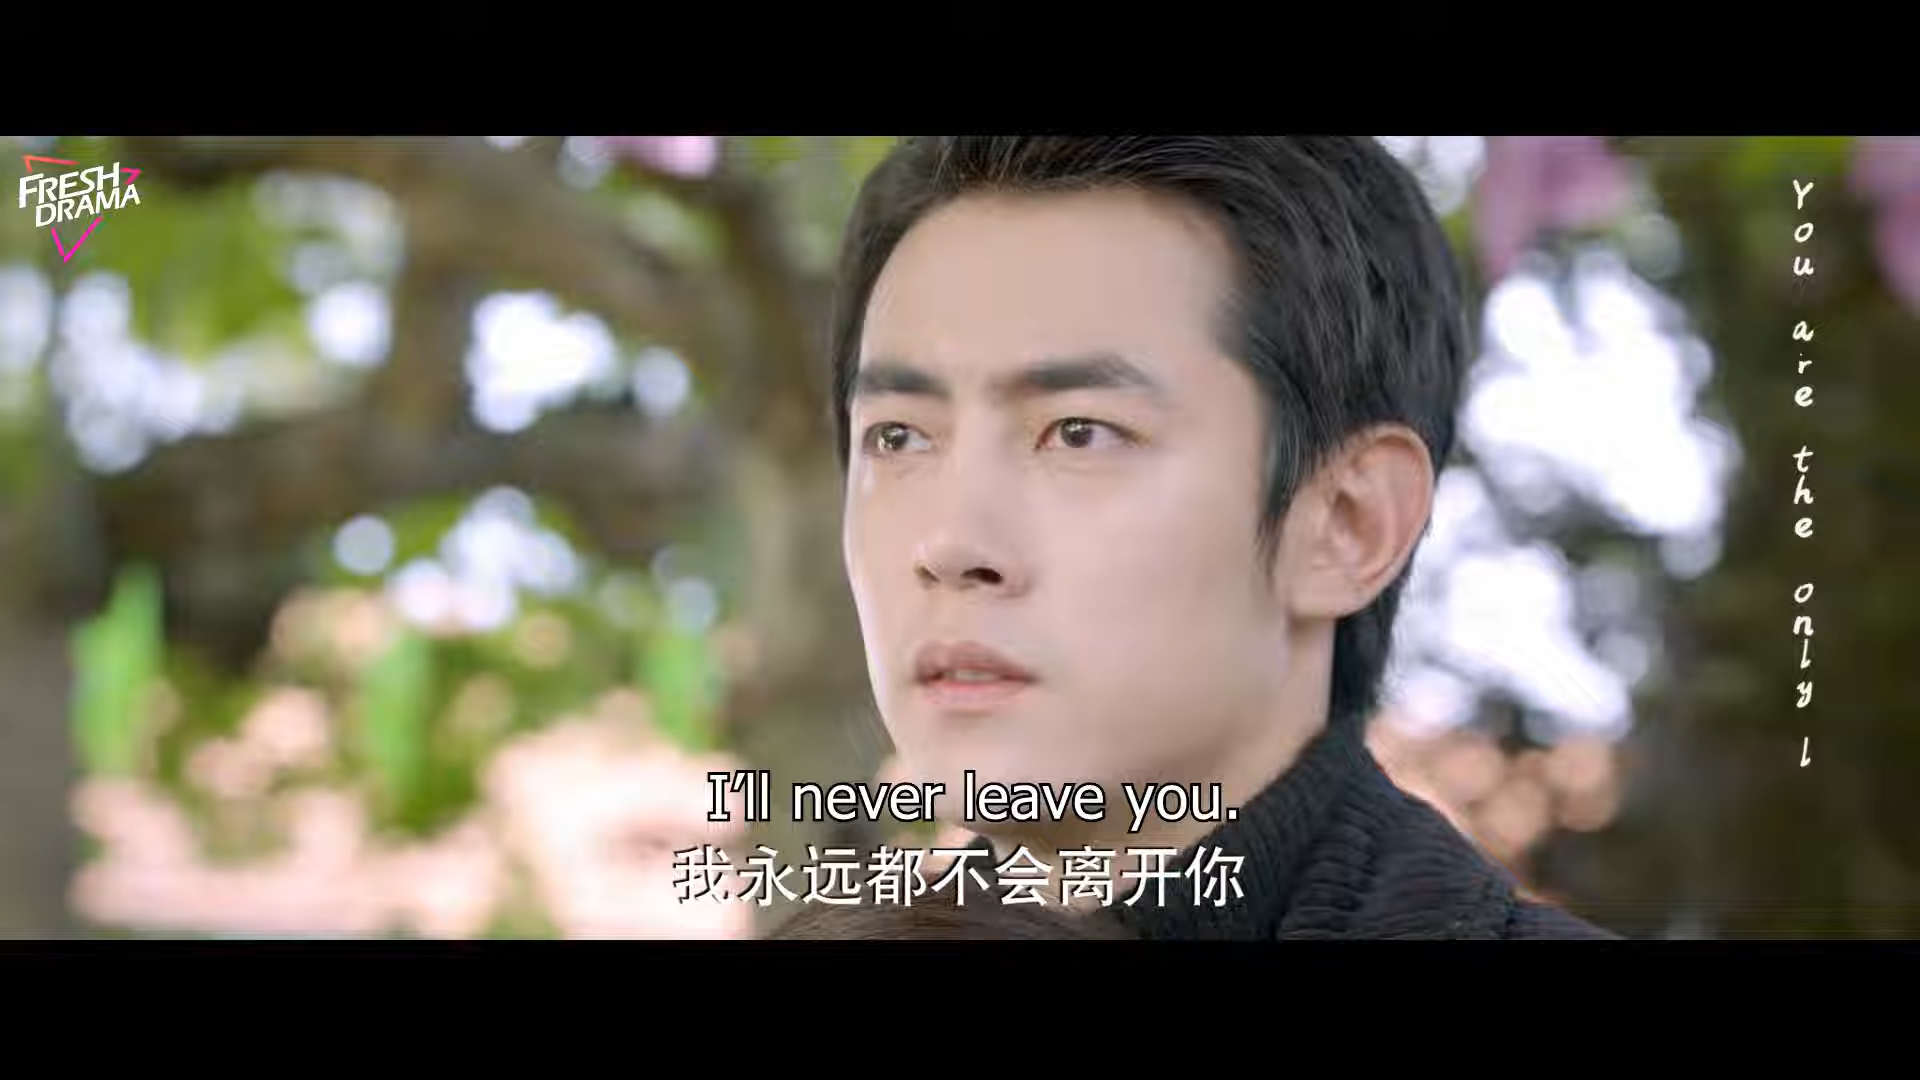 FRESH
DRAMA
You are the only l
I'll never leave you.
我永远都不会离开你